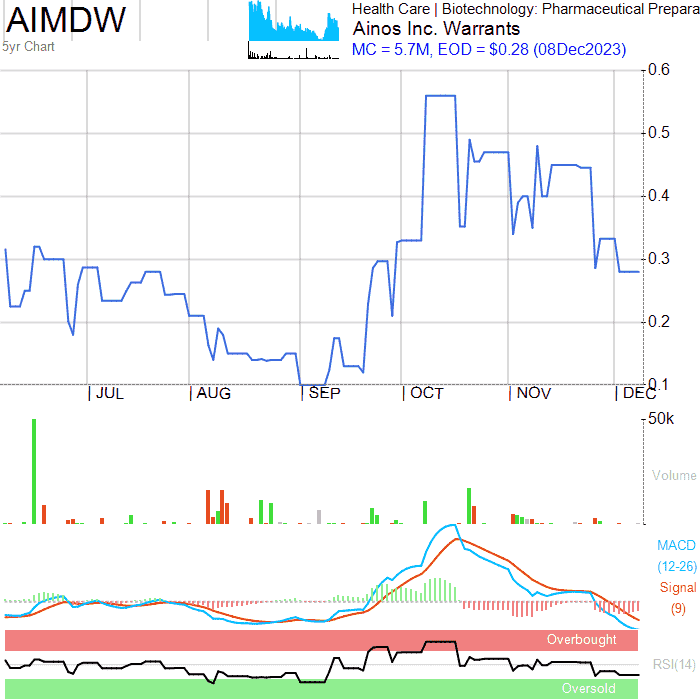 AIMDW
5yr Chart
Health Care | Biotechnology: Pharmaceutical Prepara
Ainos Inc. Warrants
MC = 5.7M, EOD = $0.28 (08Dec2023)
0.6
0.5
0.4
0.3
0.2
0.1
JUL AUG SEP OCT NOV DEC
50k
Volume
MACD
(12-26)
Signal
(9)
Overbought
RSI(14)
Oversold